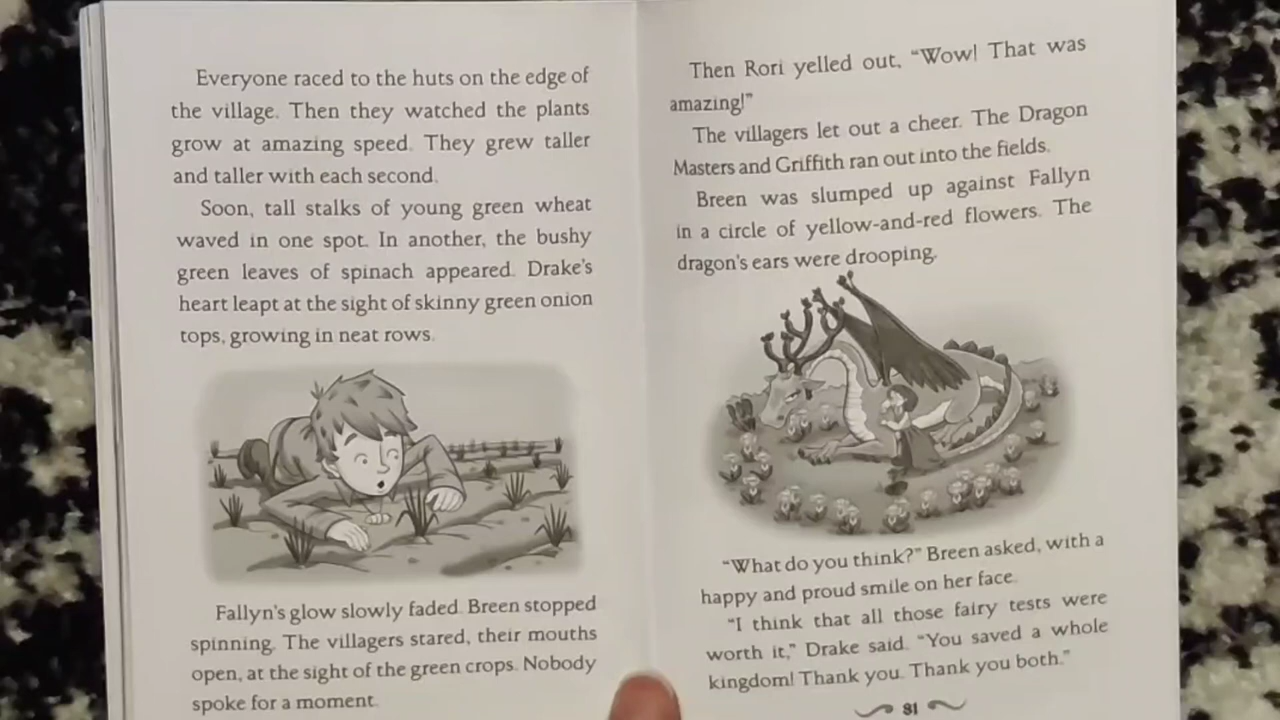 Everyone raced to the huts on the edge of
the village. Then they watched the plants
grow at amazing speed. They grew taller
and taller with each second.
Soon, tall stalks of young green wheat
waved in one spot. In another, the bushy
green leaves of spinach appeared. Drake's
heart leapt at the sight of skinny green onion
tops, growing in neat rows.
Fallyn's glow slowly faded. Breen stopped
spinning. The villagers stared, their mouths
open, at the sight of the green crops. Nobody
spoke for a moment.
Then Rori yelled out, “Wow! That was
amazing!”
The villagers let out a cheer. The Dragon
Masters and Griffith ran out into the fields.
Breen was slumped up against Fallyn
in a circle of yellow-and-red flowers. The
dragon's ears were drooping.
“What do you think?” Breen asked, with a
happy and proud smile on her face.
“I think that all those fairy tests were
worth it,” Drake said. “You saved a whole
kingdom! Thank you. Thank you both.”
81